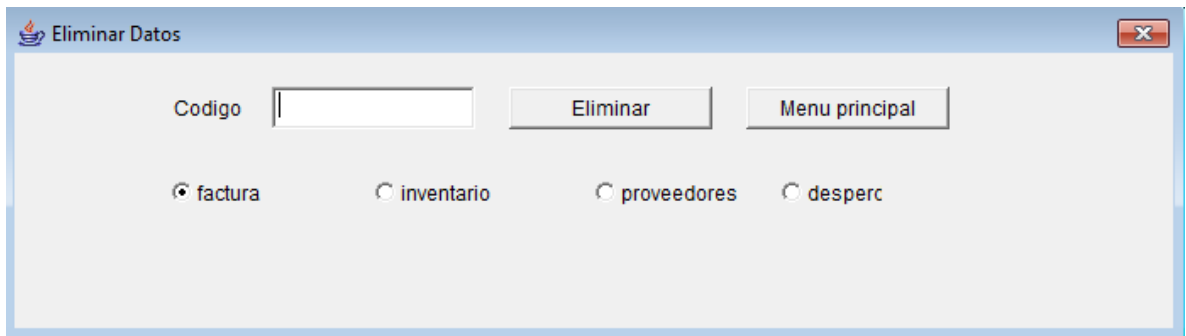 Eliminar Datos
Codigo Eliminar Menu principal
factura inventario proveedores desperc